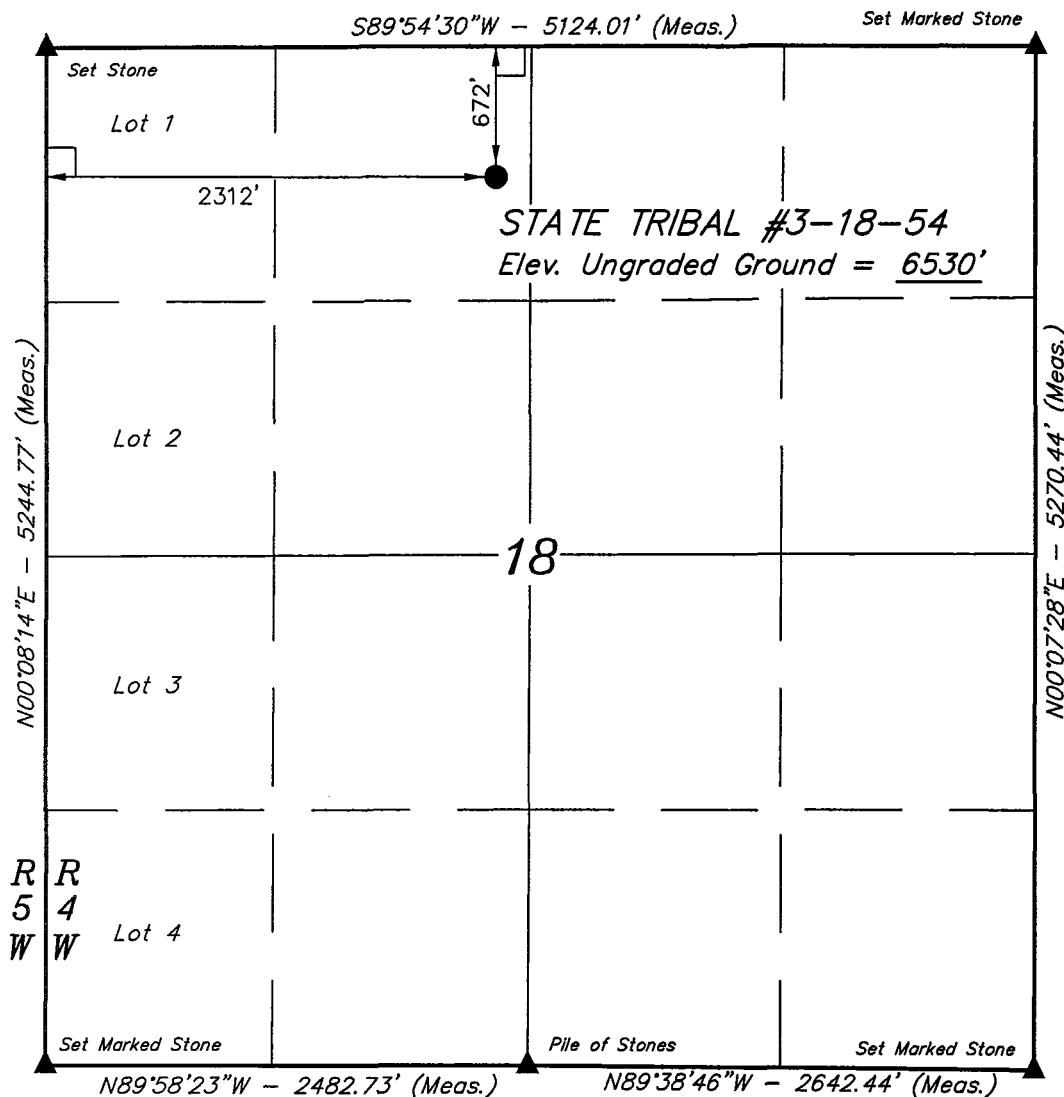 S89°54'30"W - 5124.01' (Meas.)
Set Marked Stone
Set Stone
Lot 1
672'
2312'
STATE TRIBAL #3-18-54
Elev. Ungraded Ground = 6530'
N00°08'14"E - 5244.77' (Meas.)
N00°07'28"E - 5270.44' (Meas.)
Lot 2
18
Lot 3
R R
5 4
W W
Lot 4
Set Marked Stone
Pile of Stones
Set Marked Stone
N89°58'23"W - 2482.73' (Meas.)
N89°38'46"W - 2642.44' (Meas.)